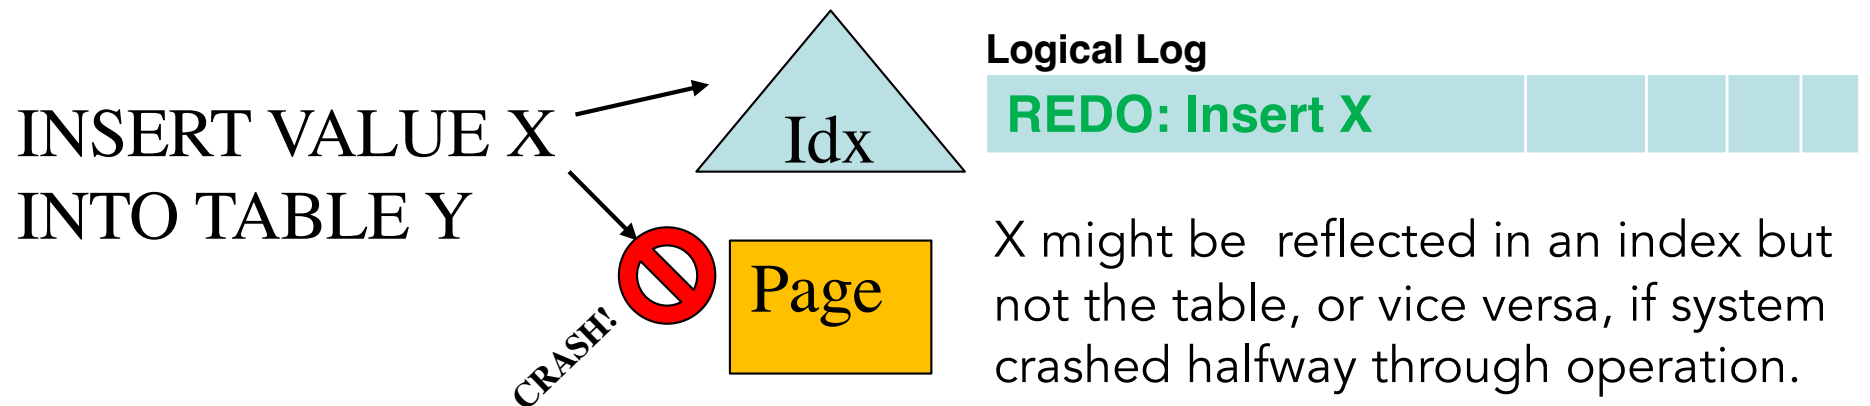 INSERT VALUE X
INTO TABLE Y
Idx
Page
CRASH!
Logical Log
REDO: Insert X
X might be  reflected in an index but
not the table, or vice versa, if system
crashed halfway through operation.